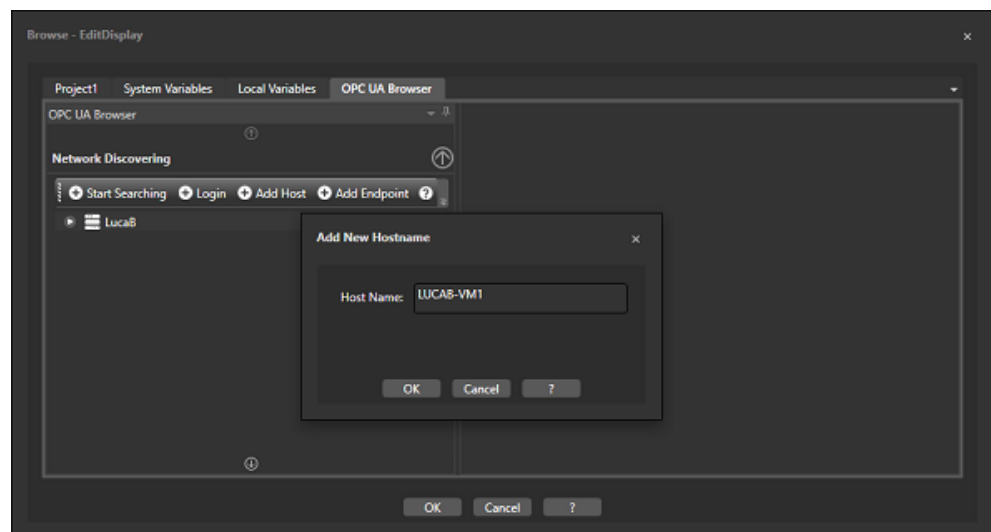 Browse - EditDisplay
Project1 System Variables Local Variables OPC UA Browser
OPC UA Browser
Network Discovering
Start Searching Login Add Host Add Endpoint ?
LucaB
Add New Hostname
Host Name: LUCAB-VM1
OK Cancel ?
OK Cancel ?